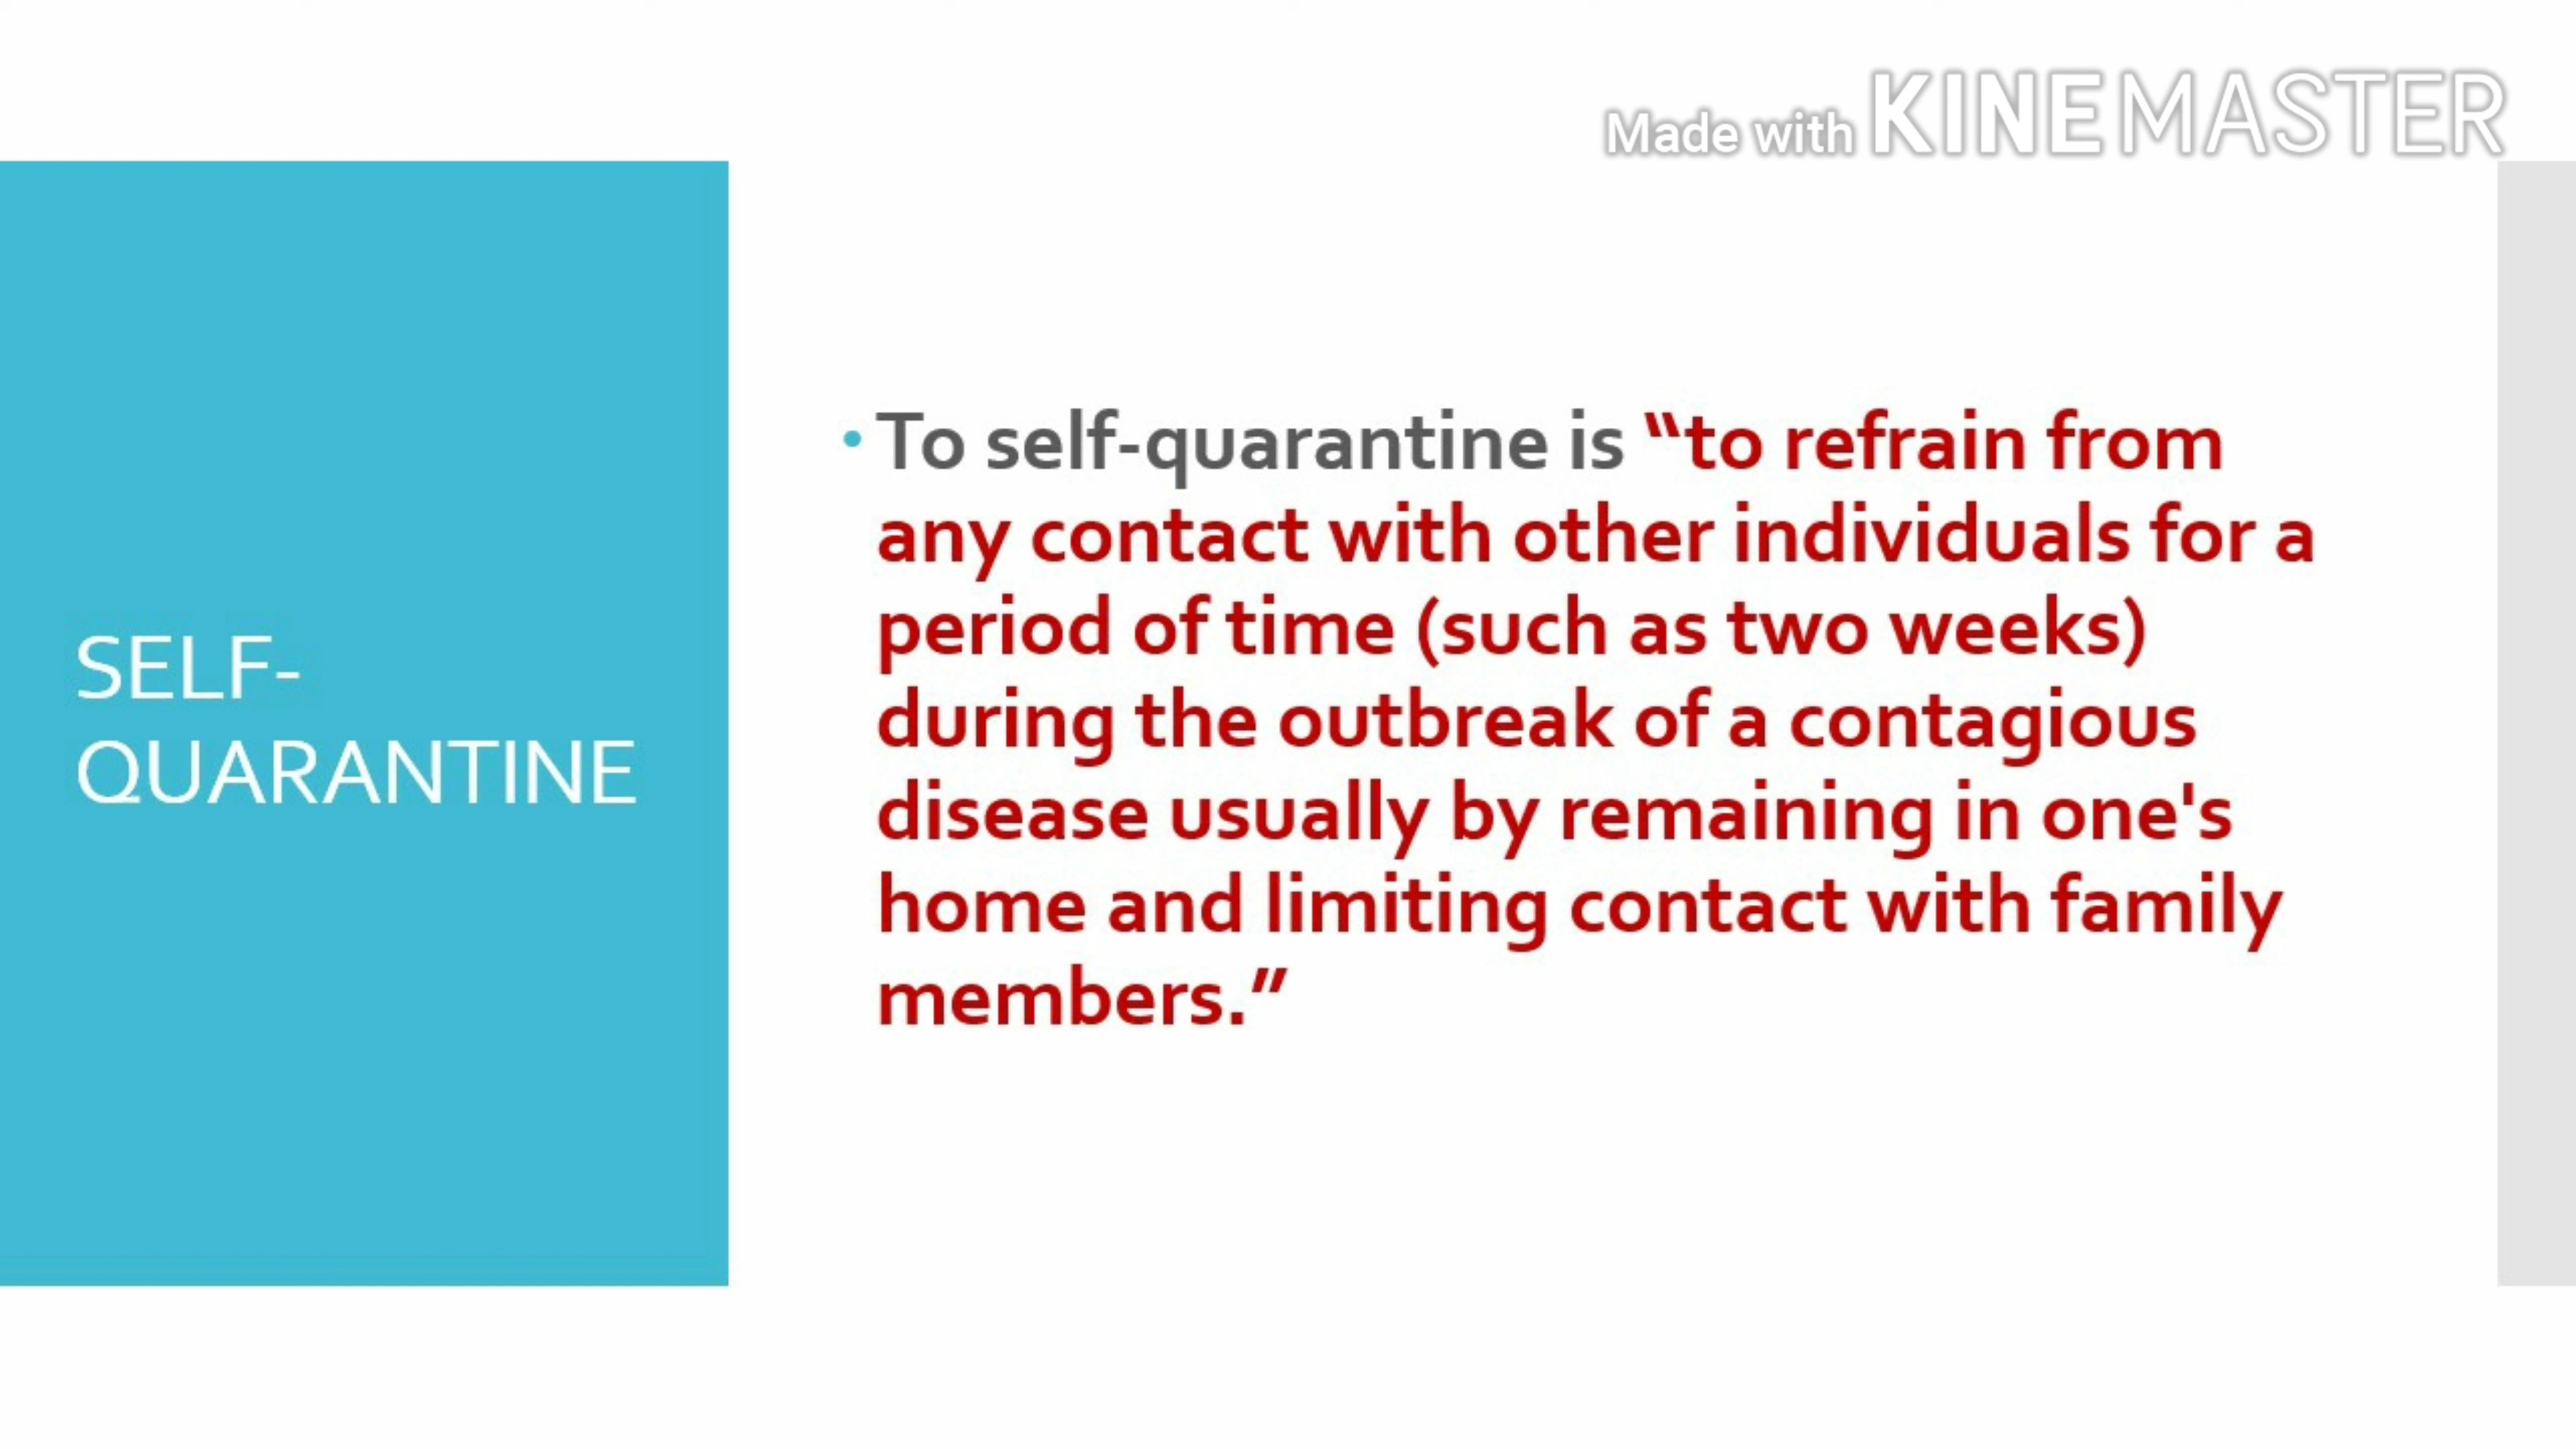 Made with KINEMASTER
SELF-
QUARANTINE
• To self-quarantine is “to refrain from
any contact with other individuals for a
period of time (such as two weeks)
during the outbreak of a contagious
disease usually by remaining in one's
home and limiting contact with family
members.”